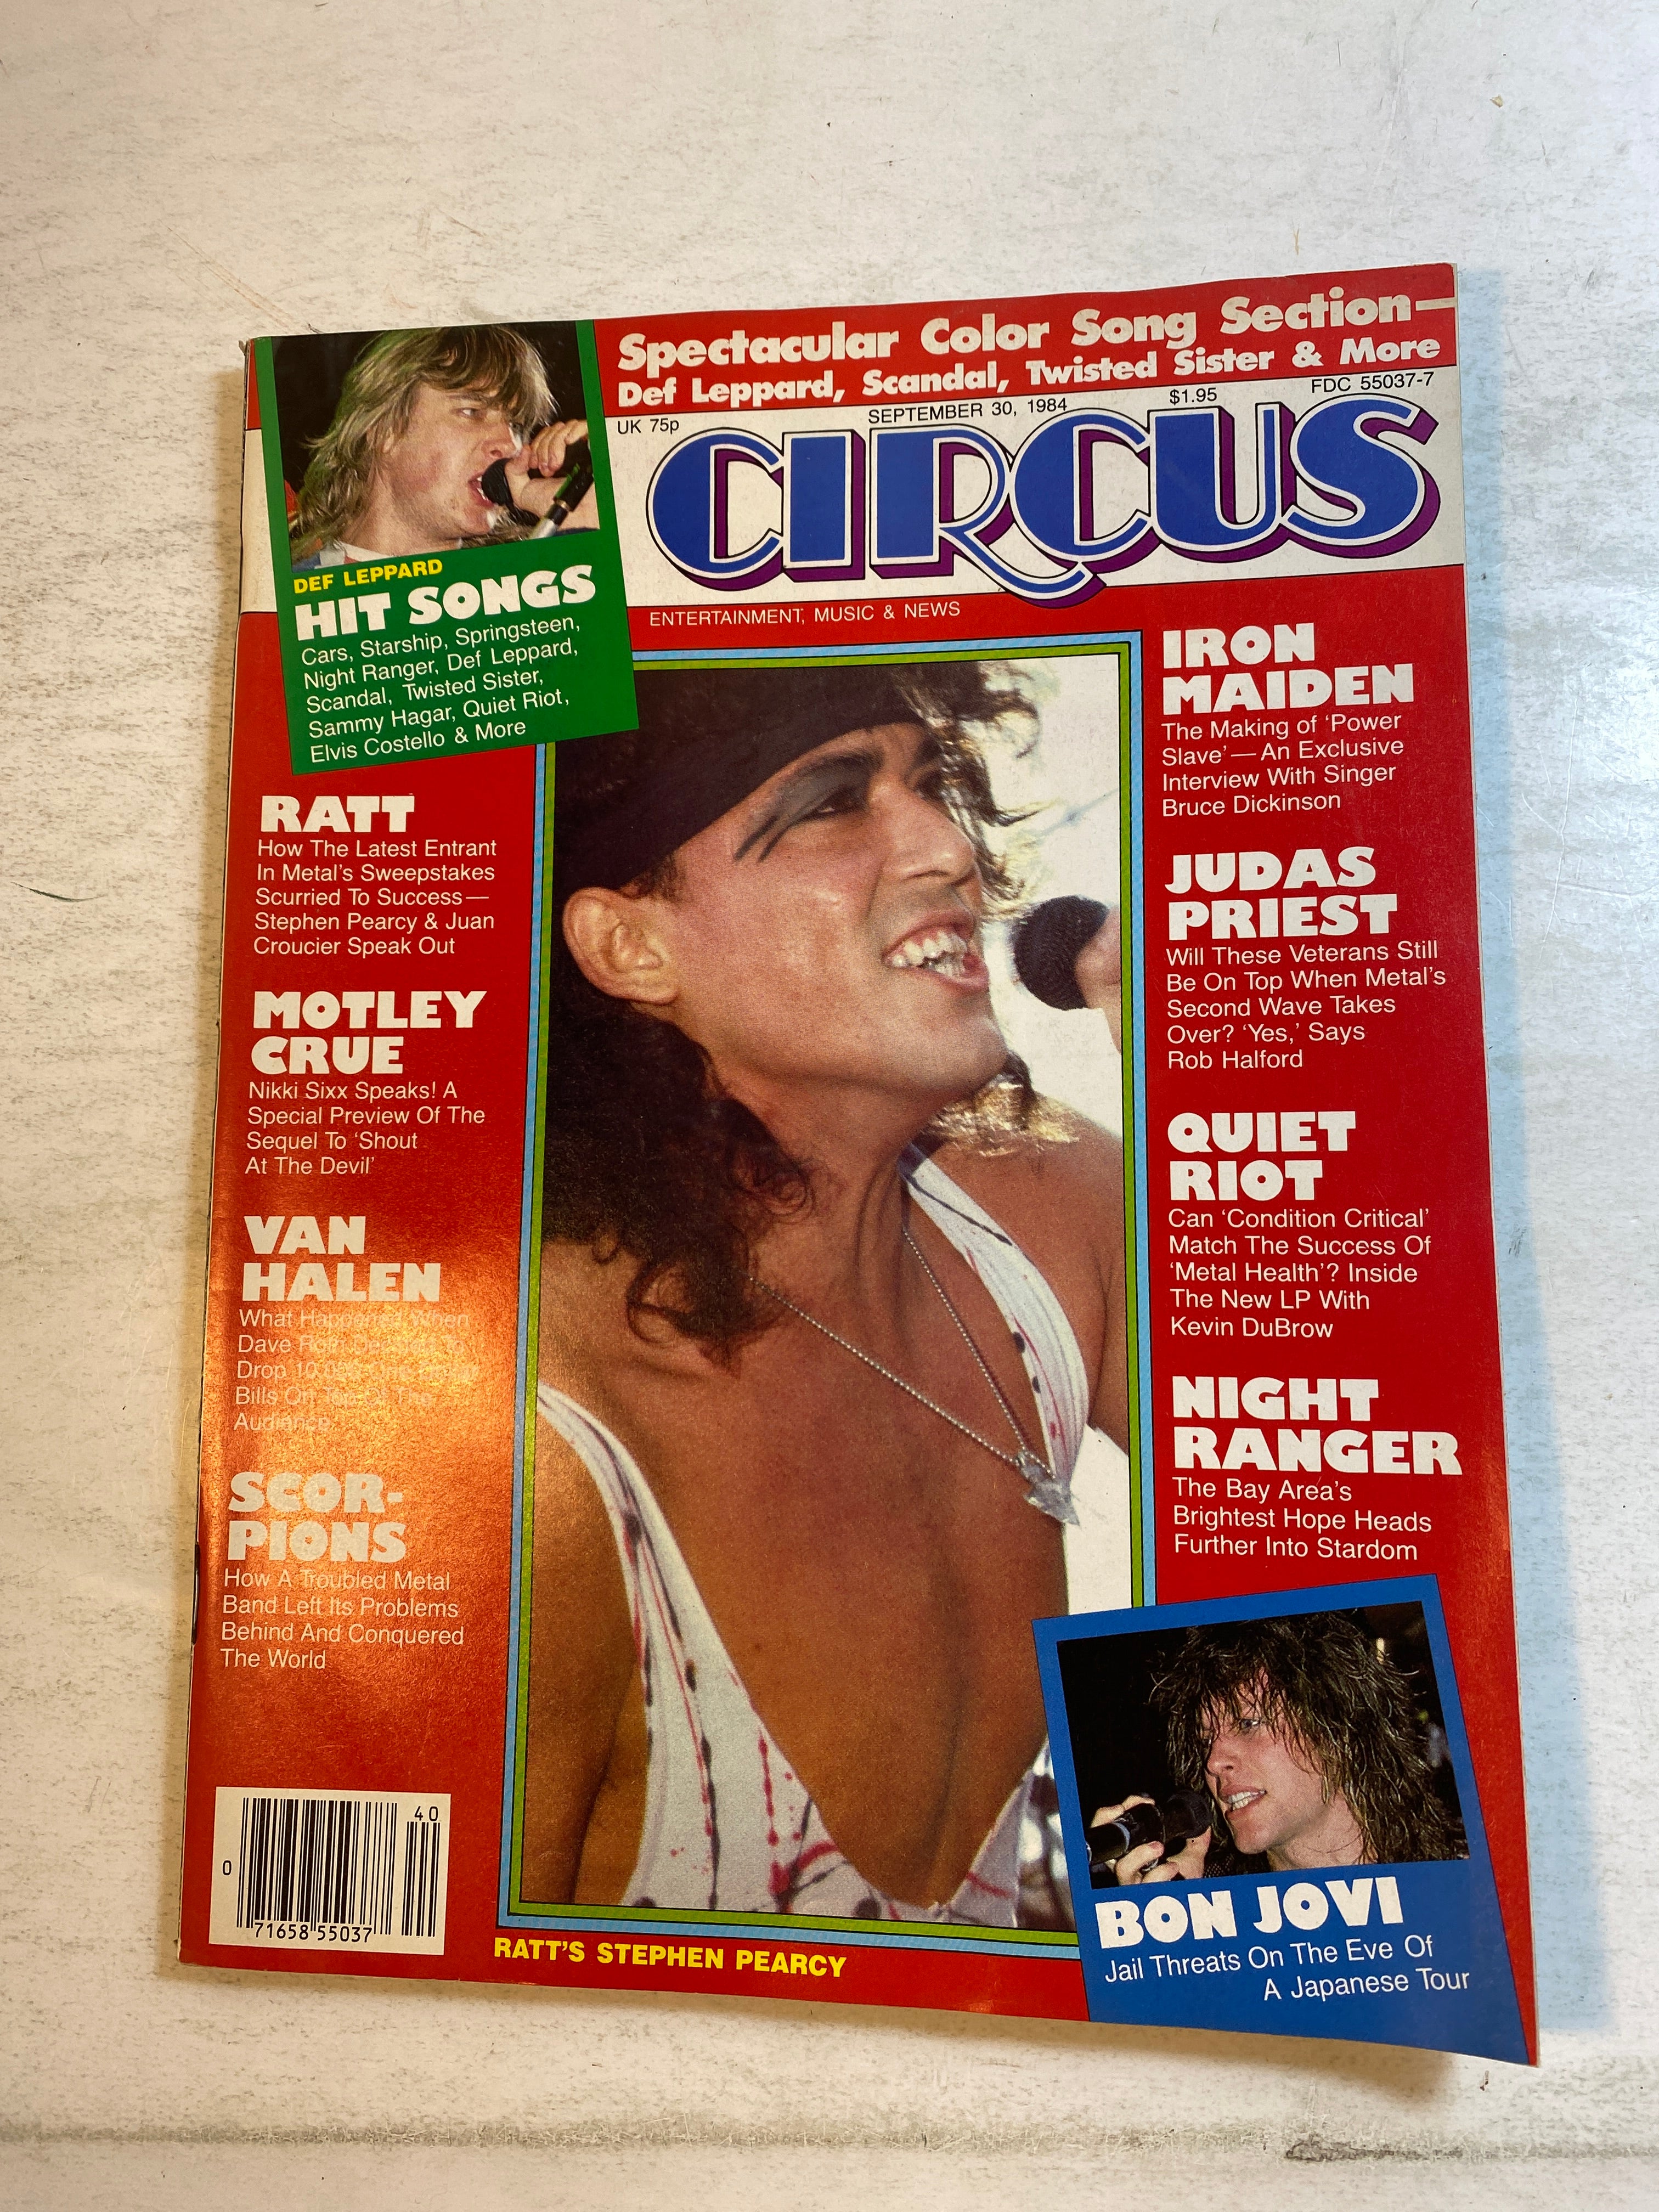 Spectacular Color Song Section—
Def Leppard, Scandal, Twisted Sister & More
UK 75p
SEPTEMBER 30, 1984
$1.95
FDC 55037-7
CIRCUS
ENTERTAINMENT, MUSIC & NEWS
DEF LEPPARD
HIT SONGS
Cars, Starship, Springsteen,
Night Ranger, Def Leppard,
Scandal, Twisted Sister,
Sammy Hagar, Quiet Riot,
Elvis Costello & More
RATT
How The Latest Entrant
In Metal's Sweepstakes
Scurried To Success—
Stephen Pearcy & Juan
Croucier Speak Out
MOTLEY
CRUE
Nikki Sixx Speaks! A
Special Preview Of The
Sequel To 'Shout
At The Devil'
VAN
HALEN
What Happened When
Dave Roth
Drop
Bills On Top Of The
Audience
SCOR-
PIONS
How A Troubled Metal
Band Left Its Problems
Behind And Conquered
The World
IRON
MAIDEN
The Making of 'Power
Slave'—An Exclusive
Interview With Singer
Bruce Dickinson
JUDAS
PRIEST
Will These Veterans Still
Be On Top When Metal's
Second Wave Takes
Over? 'Yes,' Says
Rob Halford
QUIET
RIOT
Can 'Condition Critical'
Match The Success Of
'Metal Health'? Inside
The New LP With
Kevin DuBrow
NIGHT
RANGER
The Bay Area's
Brightest Hope Heads
Further Into Stardom
BON JOVI
Jail Threats On The Eve Of
A Japanese Tour
RATT'S STEPHEN PEARCY
40
0 71658 55037